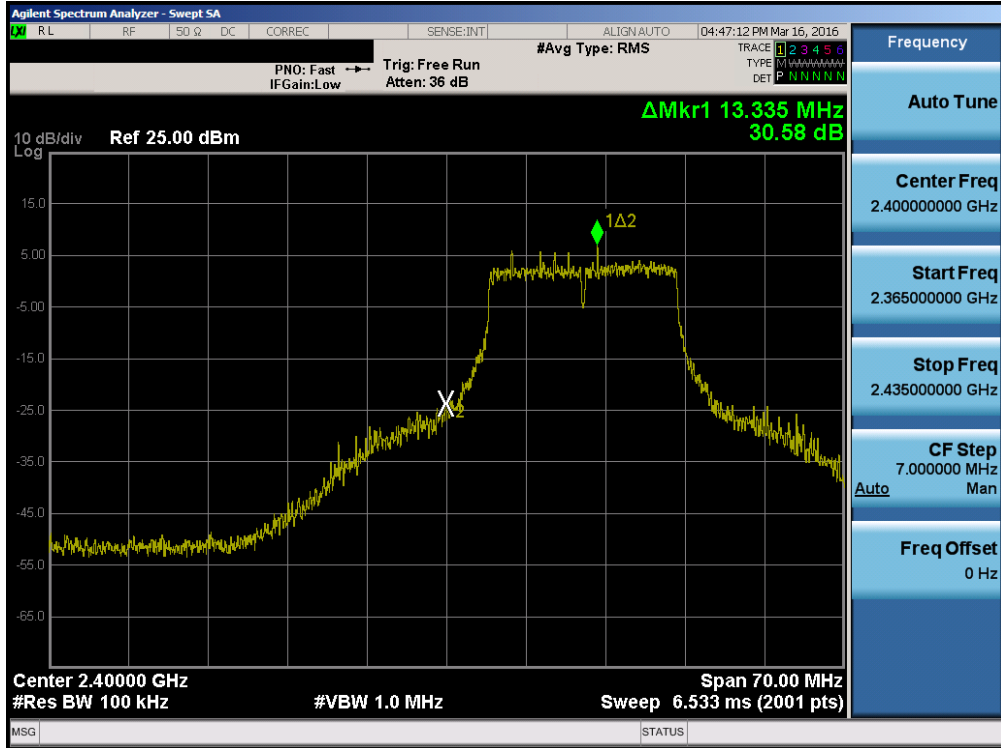 Agilent Spectrum Analyzer - Swept SA
LXI RL RF 50 Ω DC CORREC SENSE:INT ALIGN AUTO 04:47:12 PM Mar 16, 2016
Frequency
#Avg Type: RMS TRACE 1 2 3 4 5 6
PNO: Fast Trig: Free Run TYPE M WWWWW
IFGain:Low Atten: 36 dB DET P N N N N N
Auto Tune
ΔMkr1 13.335 MHz
10 dB/div Ref 25.00 dBm 30.58 dB
Log
Center Freq
2.400000000 GHz
15.0
1Δ2
5.00
Start Freq
2.365000000 GHz
-5.00
-15.0
Stop Freq
2.435000000 GHz
2
-25.0
CF Step
7.000000 MHz
Auto Man
-35.0
-45.0
Freq Offset
0 Hz
-55.0
-65.0
Center 2.40000 GHz Span 70.00 MHz
#Res BW 100 kHz #VBW 1.0 MHz Sweep 6.533 ms (2001 pts)
MSG STATUS